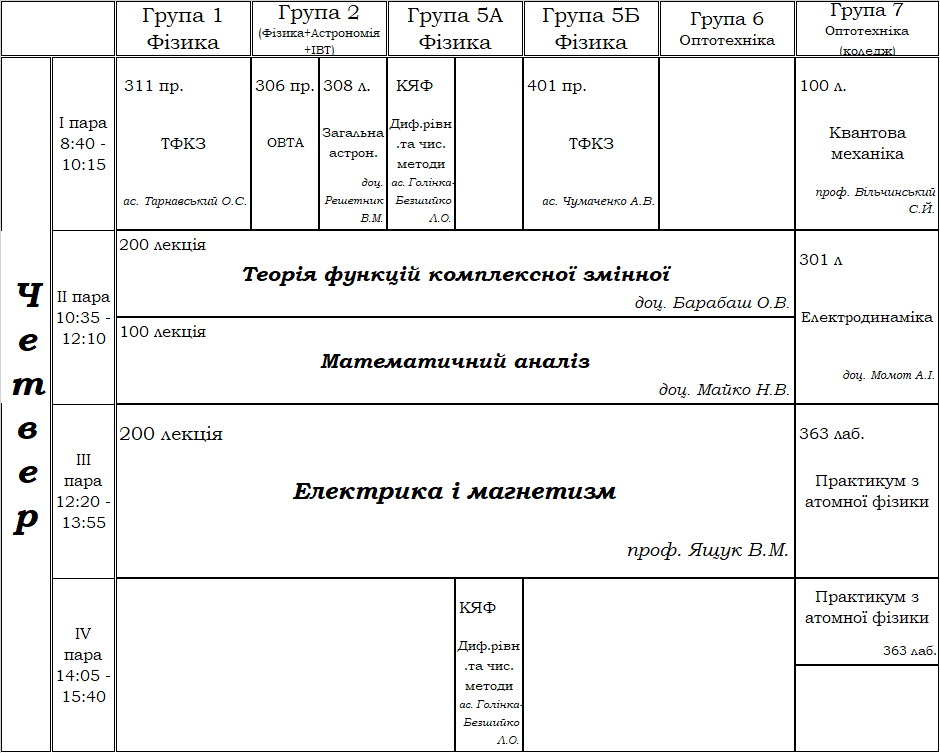 Група 1
Фізика
Група 2
(Фізика+Астрономія
+ІВТ)
Група 5А
Фізика
Група 5Б
Фізика
Група 6
Оптотехніка
Група 7
Оптотехніка
(коледж)
Четвер
І пара
8:40 -
10:15
311 пр.
ТФКЗ
ас. Тарнавський О.С.
306 пр.
ОВТА
308 л.
Загальна
астрон.
доц.
Решетник
В.М.
КЯФ
Диф.рівн
.та чис.
методи
ас. Голінка-
Безшийко
Л.О.
401 пр.
ТФКЗ
ас. Чумаченко А.В.
100 л.
Квантова
механіка
проф. Вільчинський
С.Й.
ІІ пара
10:35 -
12:10
200 лекція
Теорія функцій комплексної змінної
доц. Барабаш О.В.
100 лекція
Математичний аналіз
доц. Майко Н.В.
301 л
Електродинаміка
доц. Момот А.І.
ІІІ
пара
12:20 -
13:55
200 лекція
Електрика і магнетизм
проф. Ящук В.М.
363 лаб.
Практикум з
атомної фізики
IV
пара
14:05 -
15:40
КЯФ
Диф.рівн
.та чис.
методи
ас. Голінка-
Безшийко
Л.О.
Практикум з
атомної фізики
363 лаб.